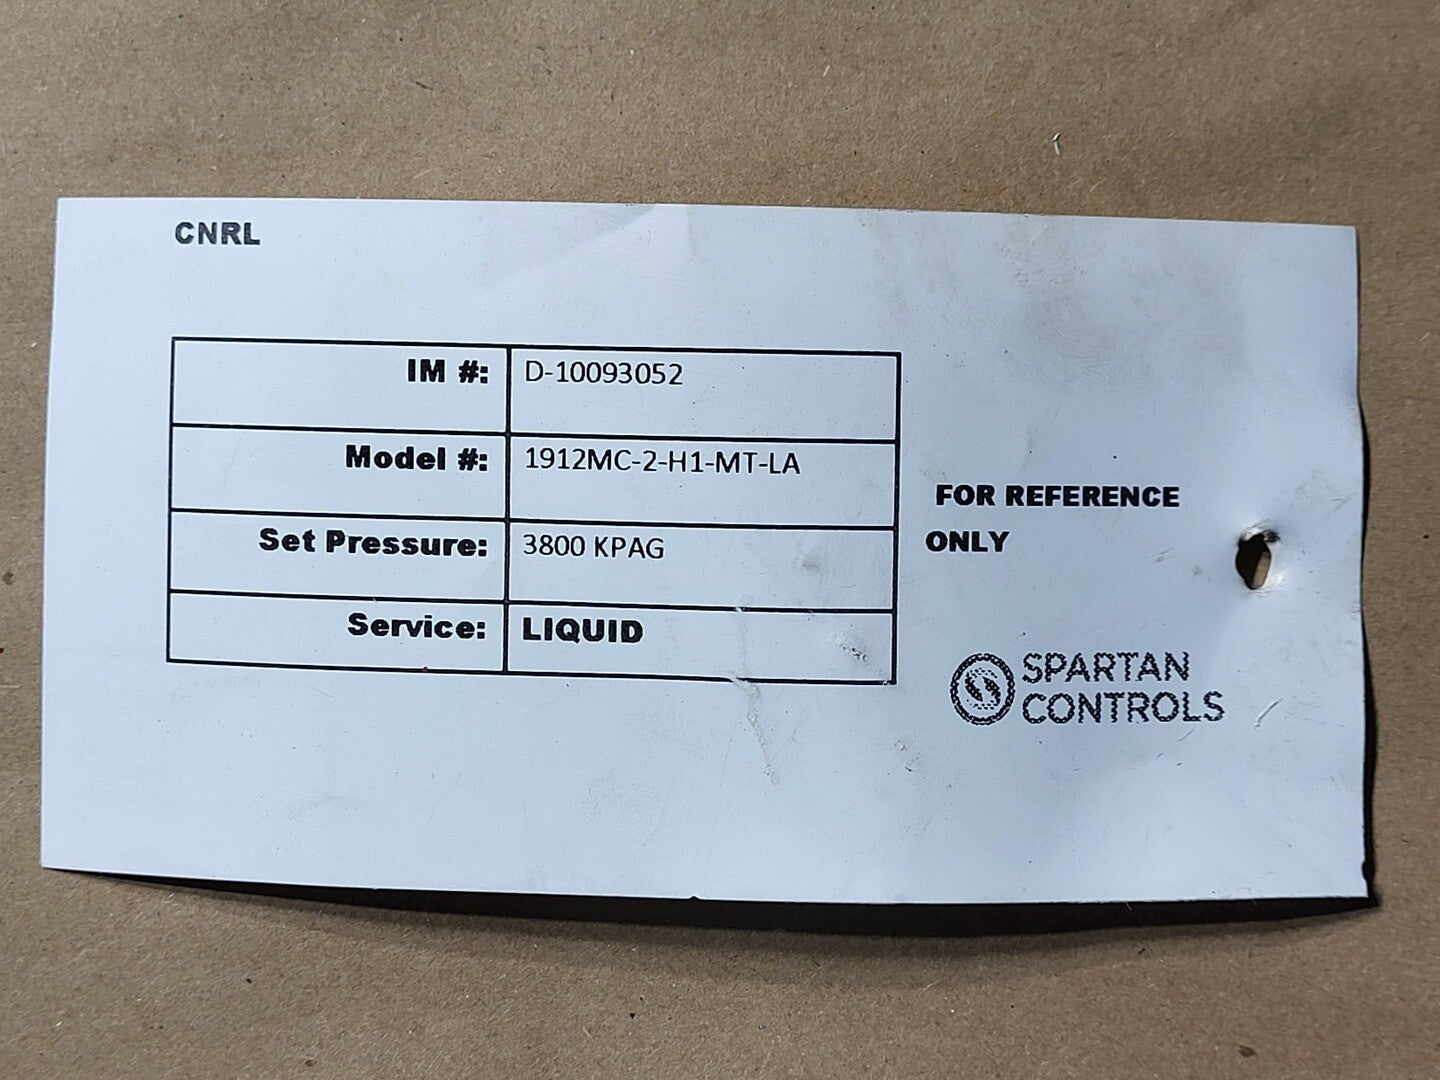 CNRL
IM #: D-10093052
Model #: 1912MC-2-H1-MT-LA
Set Pressure: 3800 KPAG
Service: LIQUID
FOR REFERENCE
ONLY
SPARTAN
CONTROLS